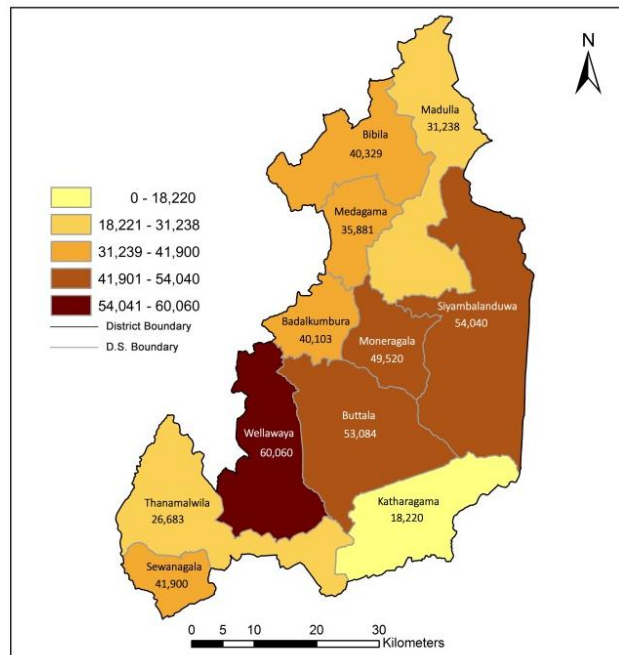 N
Madulla
31,238
Bibila
40,329
Medagama
35,881
0 - 18,220
18,221 - 31,238
31,239 - 41,900
41,901 - 54,040
54,041 - 60,060
District Boundary
D.S. Boundary
Siyambalanduwa
54,040
Badalkumbura
40,103
Moneragala
49,520
Buttala
53,084
Wellawaya
60,060
Katharagama
18,220
Thanamalwila
26,683
Sewanagala
41,900
0 5 10 20 30
Kilometers